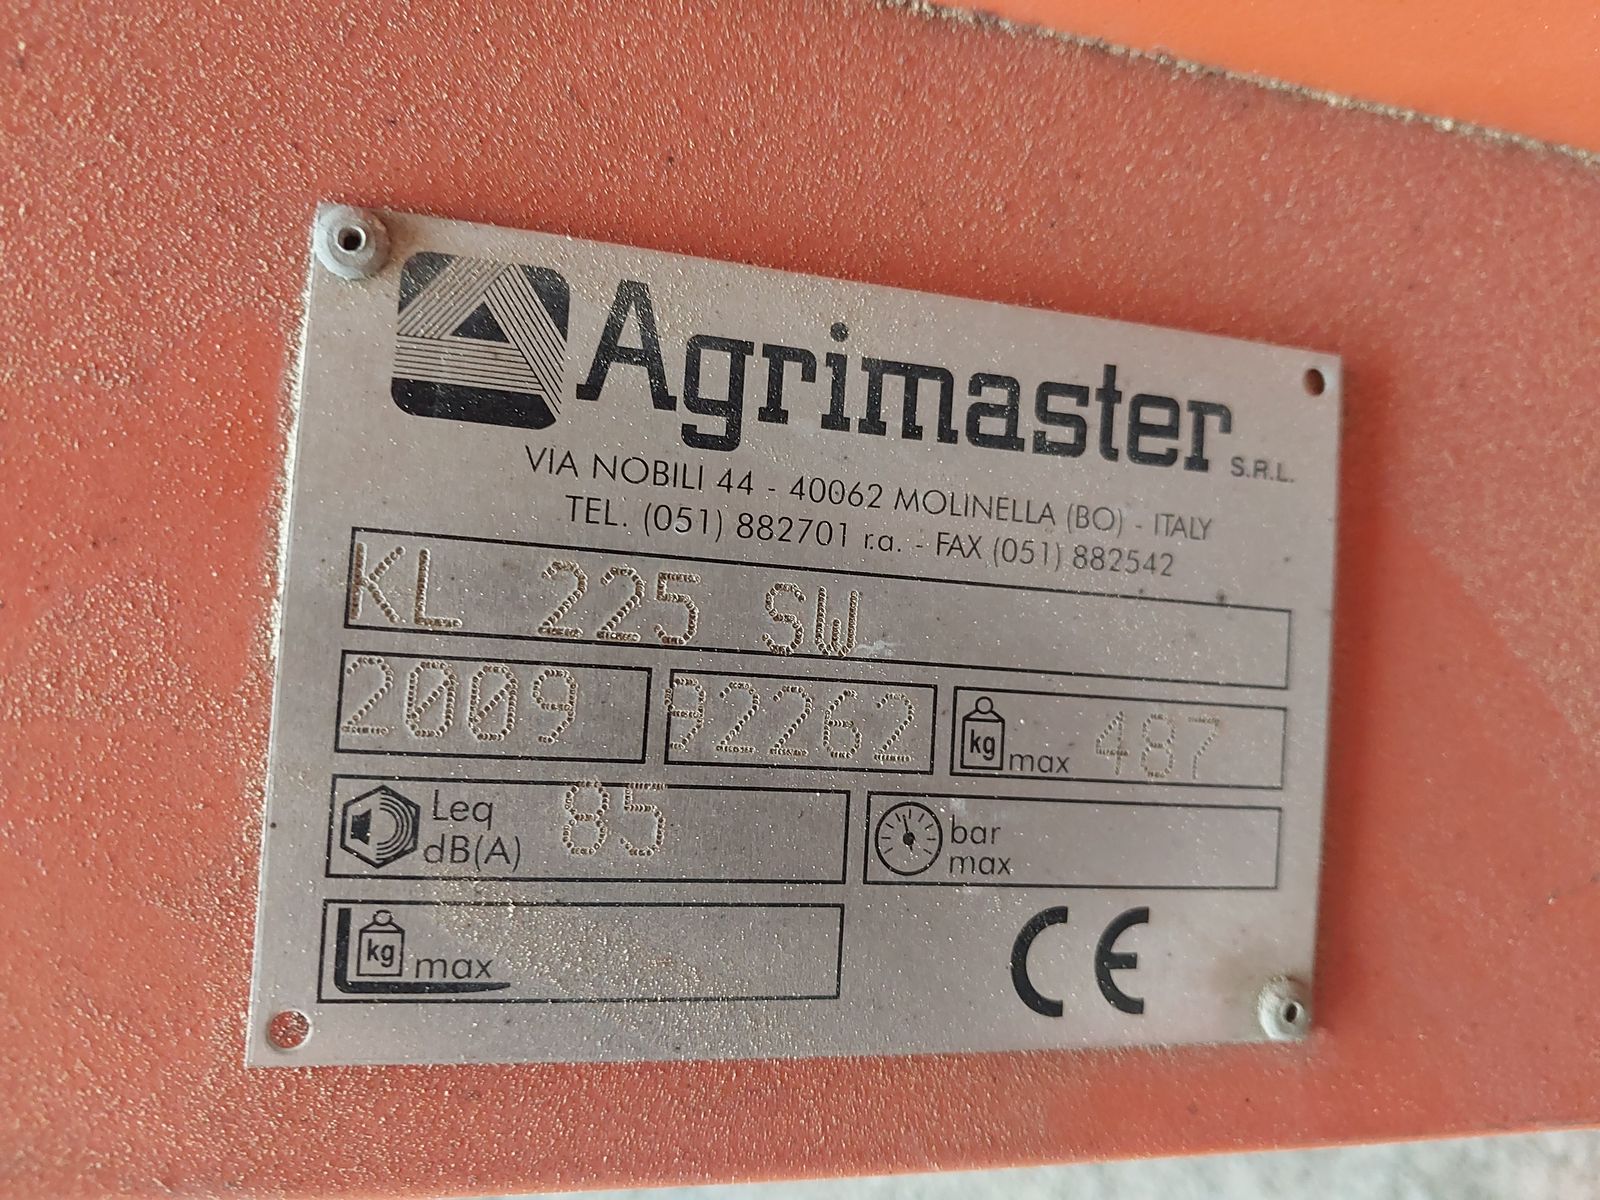 Agrimaster S.R.L.
VIA NOBILI 44 - 40062 MOLINELLA (BO) - ITALY
TEL. (051) 882701 r.a. - FAX (051) 882542
KL 225 SW
2009 92262 kg max 487
Leq dB(A) 85 bar max
kg max
CE